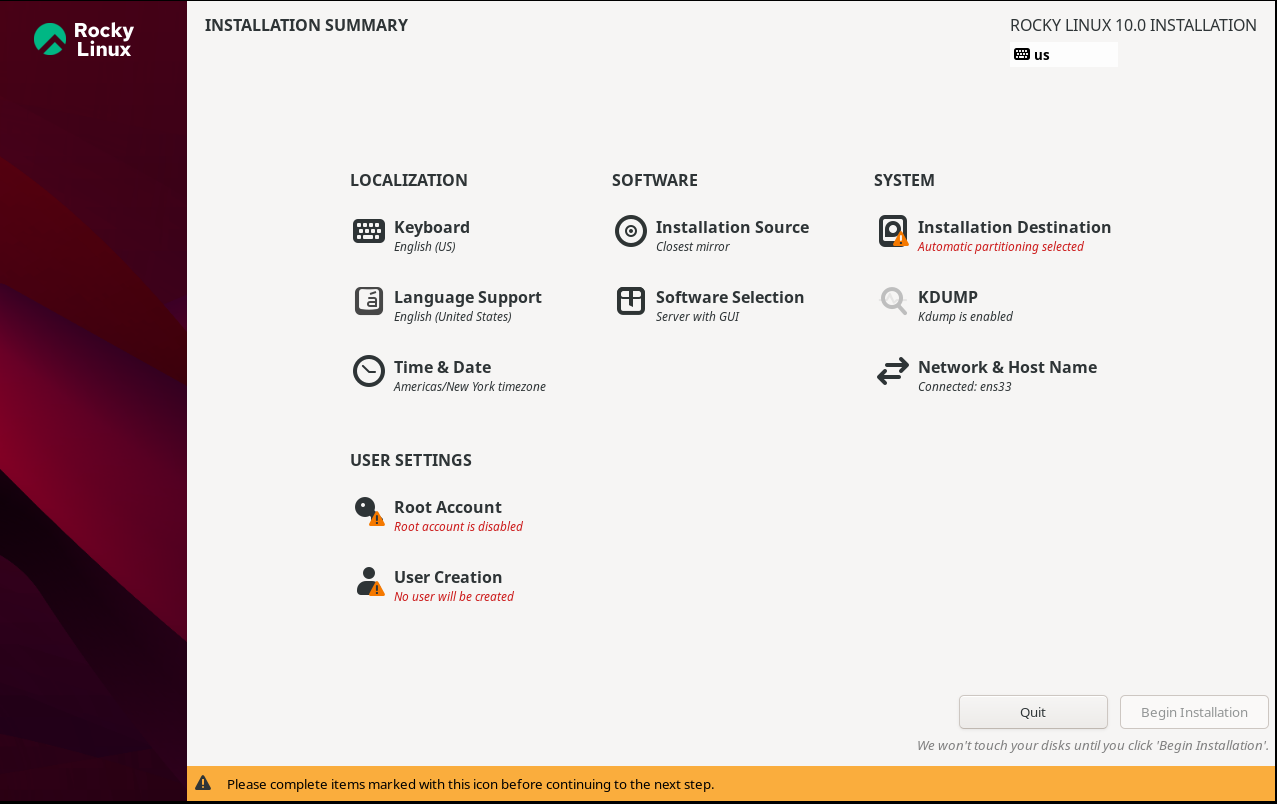 Rocky
Linux
INSTALLATION SUMMARY
ROCKY LINUX 10.0 INSTALLATION
us
LOCALIZATION
Keyboard
English (US)
Language Support
English (United States)
Time & Date
Americas/New York timezone
SOFTWARE
Installation Source
Closest mirror
Software Selection
Server with GUI
SYSTEM
Installation Destination
Automatic partitioning selected
KDUMP
Kdump is enabled
Network & Host Name
Connected: ens33
USER SETTINGS
Root Account
Root account is disabled
User Creation
No user will be created
Quit
Begin Installation
We won't touch your disks until you click 'Begin Installation'.
Please complete items marked with this icon before continuing to the next step.